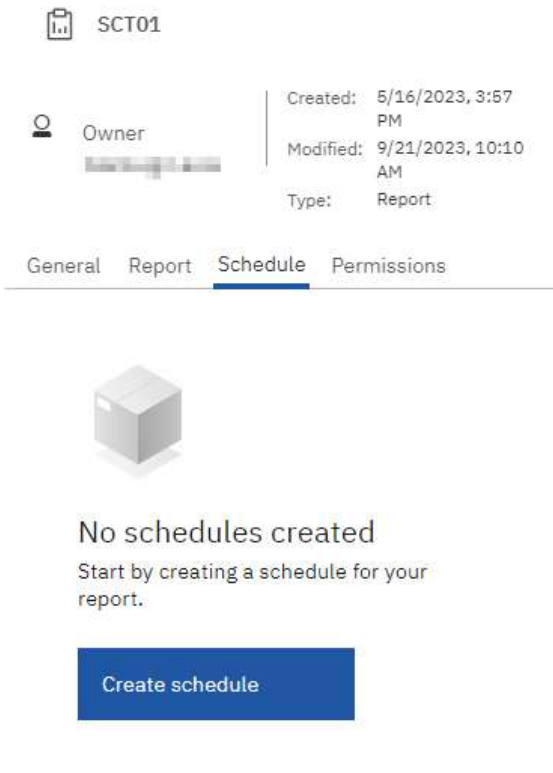 SCT01
Owner
Created: 5/16/2023, 3:57
PM
Modified: 9/21/2023, 10:10
AM
Type: Report
General Report Schedule Permissions
No schedules created
Start by creating a schedule for your
report.
Create schedule